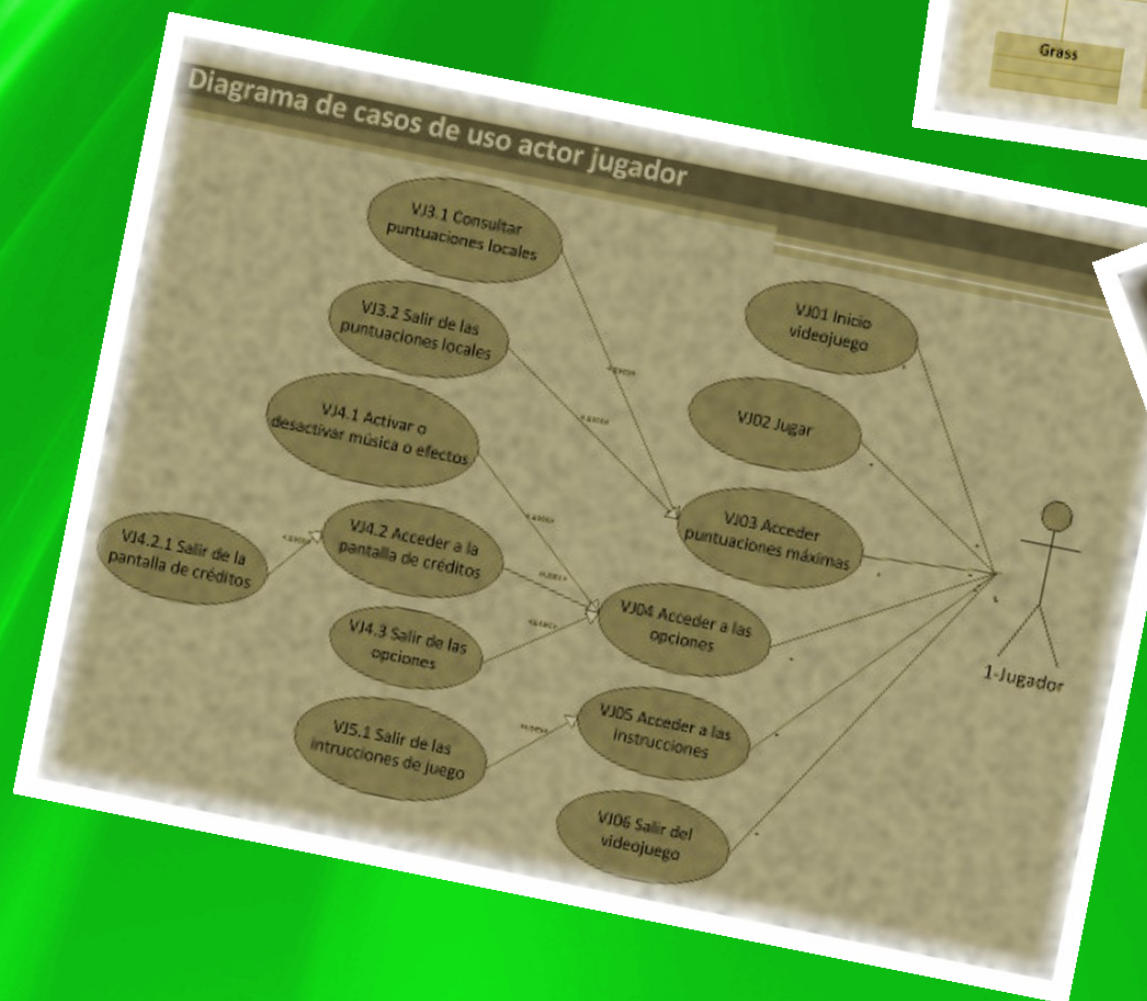 Grass
Diagrama de casos de uso actor jugador
VJ3.1 Consultar
puntuaciones locales
VJ3.2 Salir de las
puntuaciones locales
VJ4.1 Activar o
desactivar música o efectos
VJ4.2 Acceder a la
pantalla de créditos
VJ4.2.1 Salir de la
pantalla de créditos
VJ4.3 Salir de las
opciones
VJ5.1 Salir de las
intrucciones de juego
VJ01 Inicio
videojuego
VJ02 Jugar
VJ03 Acceder
puntuaciones máximas
VJ04 Acceder a las
opciones
VJ05 Acceder a las
instrucciones
VJ06 Salir del
videojuego
1-Jugador